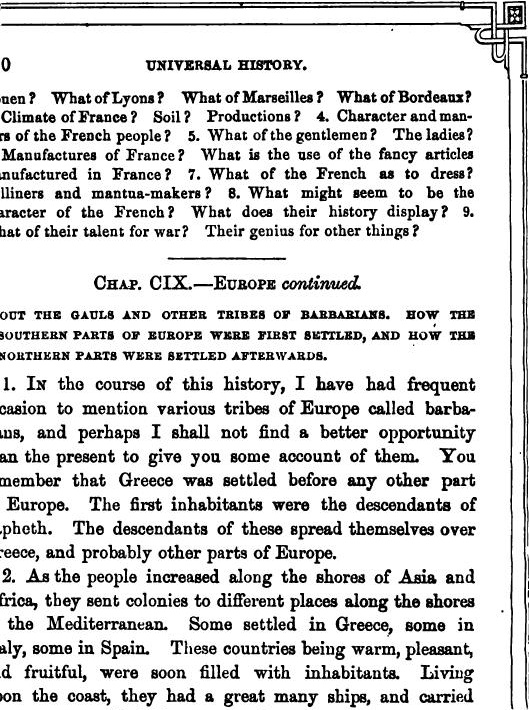 0 UNIVERSAL HISTORY.
uen? What of Lyons? What of Marseilles? What of Bordeaux?
Climate of France? Soil? Productions? 4. Character and man-
rs of the French people? 5. What of the gentlemen? The ladies?
Manufactures of France? What is the use of the fancy articles
nufactured in France? 7. What of the French as to dress?
lliners and mantua-makers? 8. What might seem to be the
aracter of the French? What does their history display? 9.
hat of their talent for war? Their genius for other things?
CHAP. CIX.—EUROPE continued.
OUT THE GAULS AND OTHER TRIBES OF BARBARIANS. HOW THE
SOUTHERN PARTS OF EUROPE WERE FIRST SETTLED, AND HOW THE
NORTHERN PARTS WERE SETTLED AFTERWARDS.
1. IN the course of this history, I have had frequent
casion to mention various tribes of Europe called barba-
ans, and perhaps I shall not find a better opportunity
an the present to give you some account of them. You
member that Greece was settled before any other part
Europe. The first inhabitants were the descendants of
apheth. The descendants of these spread themselves over
reece, and probably other parts of Europe.
2. As the people increased along the shores of Asia and
frica, they sent colonies to different places along the shores
the Mediterranean. Some settled in Greece, some in
aly, some in Spain. These countries being warm, pleasant,
d fruitful, were soon filled with inhabitants. Living
pon the coast, they had a great many ships, and carried